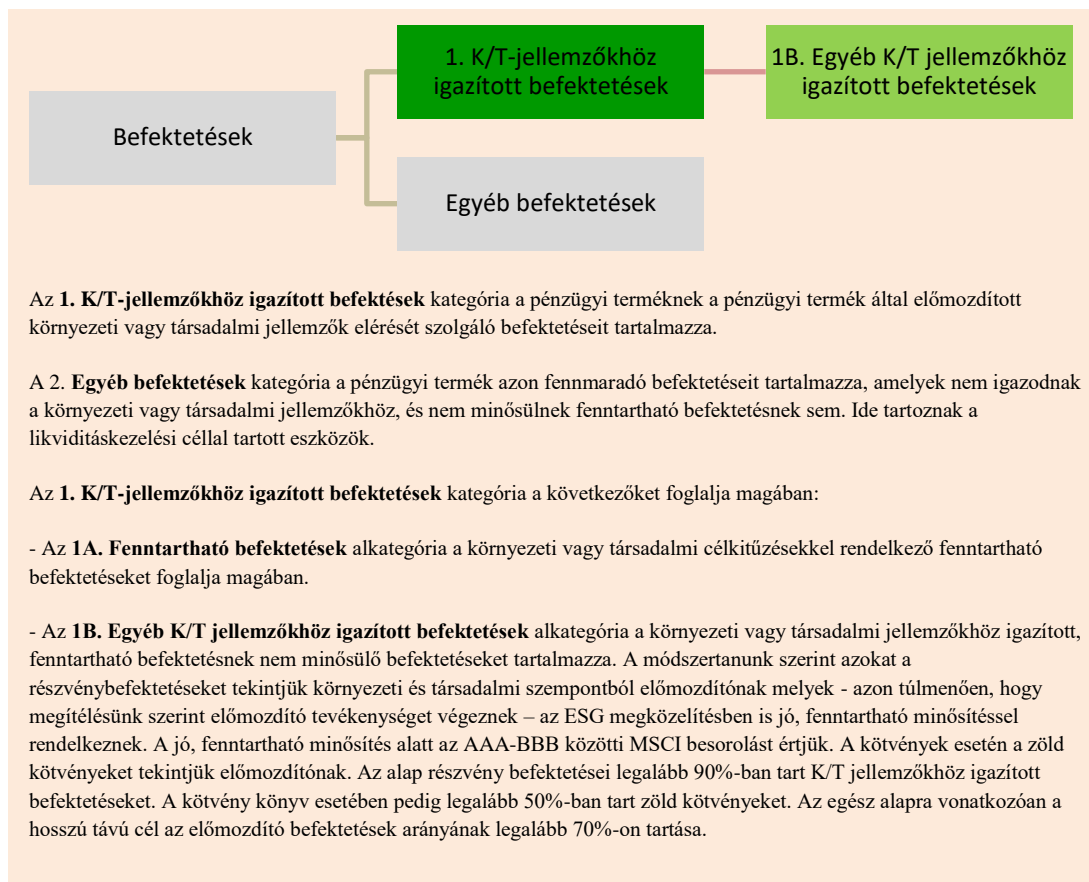 1. K/T-jellemzőkhöz
igazított befektetések
1B. Egyéb K/T jellemzőkhöz
igazított befektetések
Befektetések
Egyéb befektetések
Az 1. K/T-jellemzőkhöz igazított befektések kategória a pénzügyi terméknek a pénzügyi termék által előmozdított
környezeti vagy társadalmi jellemzők elérését szolgáló befektetéseit tartalmazza.
A 2. Egyéb befektetések kategória a pénzügyi termék azon fennmaradó befektetéseit tartalmazza, amelyek nem igazodnak
a környezeti vagy társadalmi jellemzőkhöz, és nem minősülnek fenntartható befektetésnek sem. Ide tartoznak a
likviditáskezelési céllal tartott eszközök.
Az 1. K/T-jellemzőkhöz igazított befektetések kategória a következőket foglalja magában:
- Az 1A. Fenntartható befektetések alkategória a környezeti vagy társadalmi célkitűzésekkel rendelkező fenntartható
befektetéseket foglalja magában.
- Az 1B. Egyéb K/T jellemzőkhöz igazított befektetések alkategória a környezeti vagy társadalmi jellemzőkhöz igazított,
fenntartható befektetésnek nem minősülő befektetéseket tartalmazza. A módszertanunk szerint azokat a
részvénybefektetéseket tekintjük környezeti és társadalmi szempontból előmozdítónak melyek - azon túlmenően, hogy
megítélésünk szerint előmozdító tevékenységet végeznek – az ESG megközelítésben is jó, fenntartható minősítéssel
rendelkeznek. A jó, fenntartható minősítés alatt az AAA-BBB közötti MSCI besorolást értjük. A kötvények esetén a zöld
kötvényeket tekintjük előmozdítónak. Az alap részvény befektetései legalább 90%-ban tart K/T jellemzőkhöz igazított
befektetéseket. A kötvény könyv esetében pedig legalább 50%-ban tart zöld kötvényeket. Az egész alapra vonatkozóan a
hosszú távú cél az előmozdító befektetések arányának legalább 70%-on tartása.